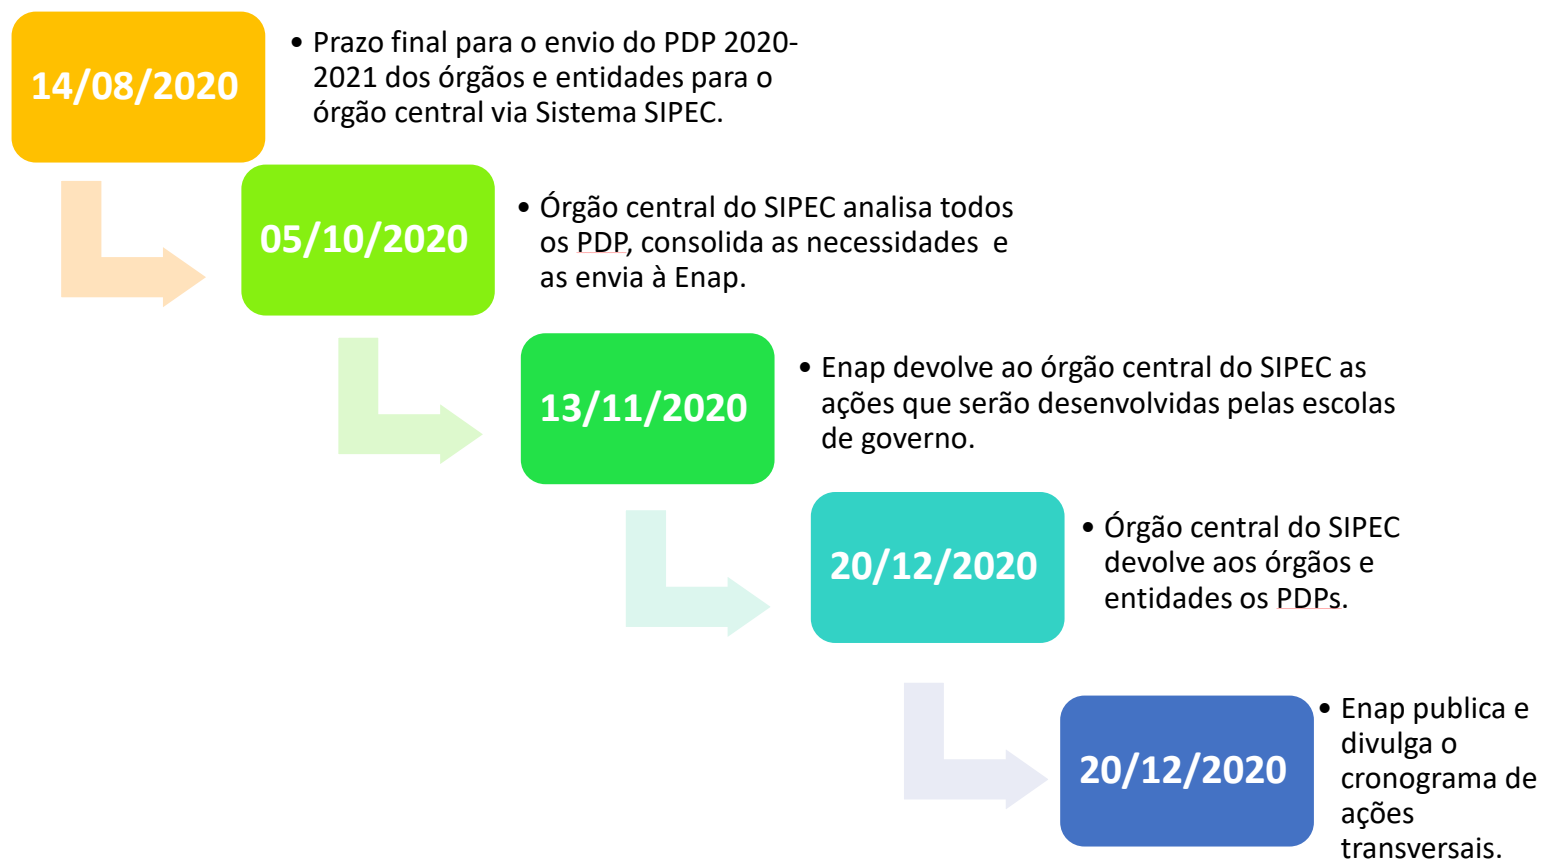 14/08/2020
• Prazo final para o envio do PDP 2020-
2021 dos órgãos e entidades para o
órgão central via Sistema SIPEC.
05/10/2020
• Órgão central do SIPEC analisa todos
os PDP, consolida as necessidades e
as envia à Enap.
13/11/2020
• Enap devolve ao órgão central do SIPEC as
ações que serão desenvolvidas pelas escolas
de governo.
20/12/2020
• Órgão central do SIPEC
devolve aos órgãos e
entidades os PDPs.
20/12/2020
• Enap publica e
divulga o
cronograma de
ações
transversais.